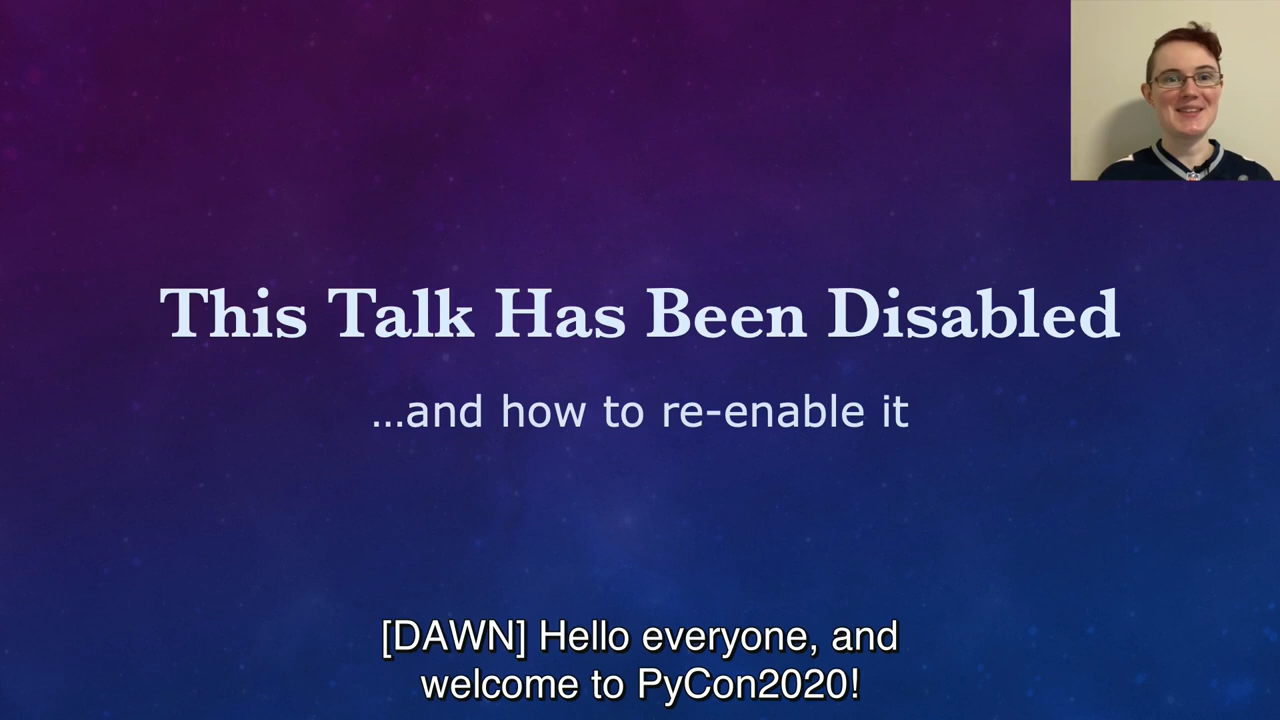 This Talk Has Been Disabled
...and how to re-enable it
[DAWN] Hello everyone, and
welcome to PyCon2020!